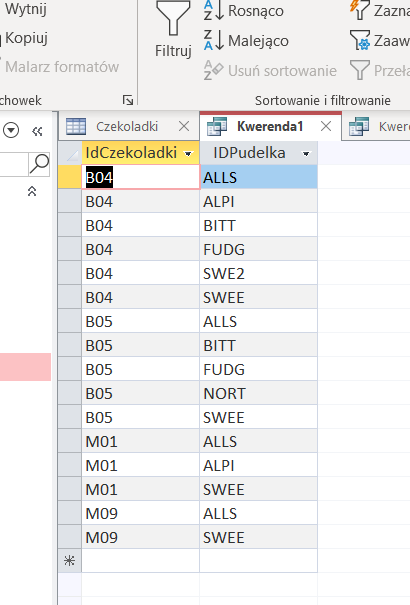 Wytnij
Kopiuj
Malarz formatów
chowek
Filtruj
Rosnąco
Malejąco
Usuń sortowanie
Zazna
Zaaw
Przeła
Sortowanie i filtrowanie
Czekoladki
Kwerenda1
Kwere
IdCzekoladki IDPudelka
B04 ALLS
B04 ALPI
B04 BITT
B04 FUDG
B04 SWE2
B04 SWEE
B05 ALLS
B05 BITT
B05 FUDG
B05 NORT
B05 SWEE
M01 ALLS
M01 ALPI
M01 SWEE
M09 ALLS
M09 SWEE